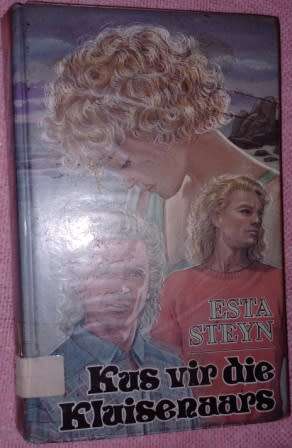 ESTA
STEYN
Kus vir die
Kluisenaars